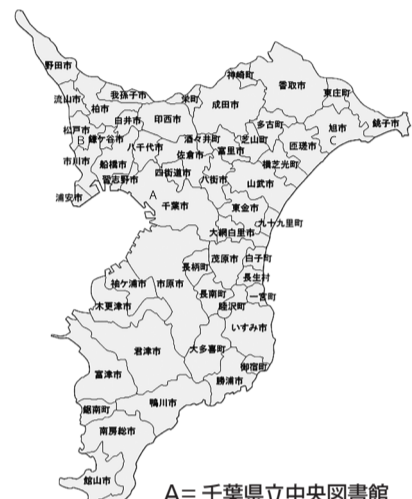 野田市
神崎町
香取市
流山市
我孫子市
栄町
成田市
東庄町
柏市
白井市
印西市
多古町
旭市
銚子市
松戸市
B
鎌ケ谷市
八千代市
酒々井町
芝山町
匝瑳市
C
市川市
船橋市
佐倉市
富里市
横芝光町
習志野市
四街道市
八街市
山武市
浦安市
A
千葉市
東金市
九十九里町
大網白里市
長柄町
茂原市
白子町
袖ケ浦市
市原市
長生村
木更津市
長南町
一宮町
睦沢町
いすみ市
君津市
大多喜町
富津市
御宿町
勝浦市
鋸南町
鴨川市
南房総市
館山市
A=千葉県立中央図書館